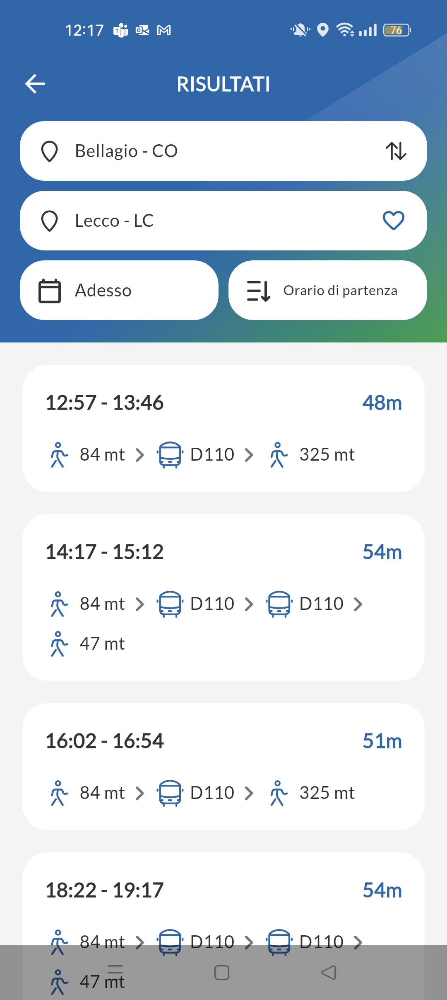 12:17
76
RISULTATI
Bellagio - CO
Lecco - LC
Adesso
Orario di partenza
12:57 - 13:46 48m
84 mt D110 325 mt
14:17 - 15:12 54m
84 mt D110 D110
47 mt
16:02 - 16:54 51m
84 mt D110 325 mt
18:22 - 19:17 54m
84 mt D110 D110
47 mt